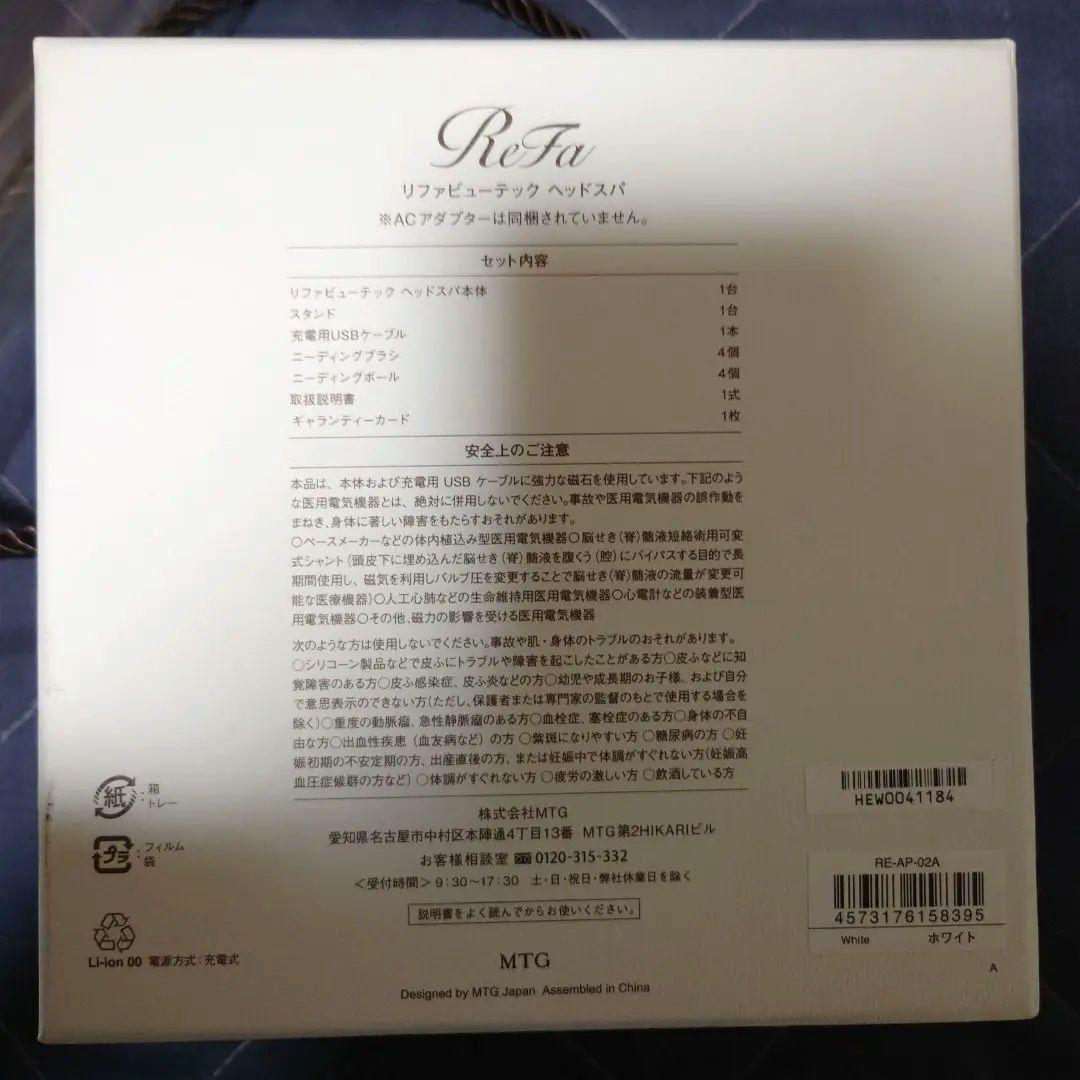 ReFa
リファビューテック ヘッドスパ
※ACアダプターは同梱されていません。
セット内容
リファビューテック ヘッドスパ本体 1台
スタンド 1台
充電用USBケーブル 1本
ニーディングブラシ 4個
ニーディングボール 4個
取扱説明書 1式
ギャランティーカード 1枚
安全上のご注意
本品は、本体および充電用 USB ケーブルに強力な磁石を使用しています。下記のよう
な医用電気機器とは、絶対に併用しないでください。事故や医用電気機器の誤作動を
まねき、身体に著しい障害をもたらすおそれがあります。
○ペースメーカーなどの体内植込み型医用電気機器○脳せき(脊)髄液短絡術用可変
式シャント(頭皮下に埋め込んだ脳せき(脊)髄液を腹くう(腔)にバイパスする目的で長
期間使用し、磁気を利用しバルブ圧を変更することで脳せき(脊)髄液の流量が変更可
能な医療機器)○人工心肺などの生命維持用医用電気機器○心電計などの装着型医
用電気機器○その他、磁力の影響を受ける医用電気機器
次のような方は使用しないでください。事故や肌・身体のトラブルのおそれがあります。
○シリコーン製品などで皮ふにトラブルや障害を起こしたことがある方○皮ふなどに知
覚障害のある方○皮ふ感染症、皮ふ炎などの方○幼児や成長期のお子様、および自分
で意思表示のできない方(ただし、保護者または専門家の監督のもとで使用する場合を
除く)○重度の動脈瘤、急性静脈瘤のある方○血栓症、塞栓症のある方○身体の不自
由な方○出血性疾患(血友病など)の方 ○紫斑になりやすい方 ○糖尿病の方 ○妊
娠初期の不安定期の方、出産直後の方、または妊娠中で体調がすぐれない方(妊娠高
血圧症候群の方など) ○体調がすぐれない方 ○疲労の激しい方 ○飲酒している方
株式会社MTG
愛知県名古屋市中村区本陣通4丁目13番 MTG第2HIKARIビル
お客様相談室 0120-315-332
<受付時間> 9:30〜17:30 土・日・祝日・弊社休業日を除く
説明書をよく読んでからお使いください。
MTG
Designed by MTG Japan Assembled in China
紙 : 箱
・トレー
プラ : ・フィルム
袋
Li-ion 00 電源方式:充電式
HEW0041184
RE-AP-02A
4573176158395
White ホワイト
A